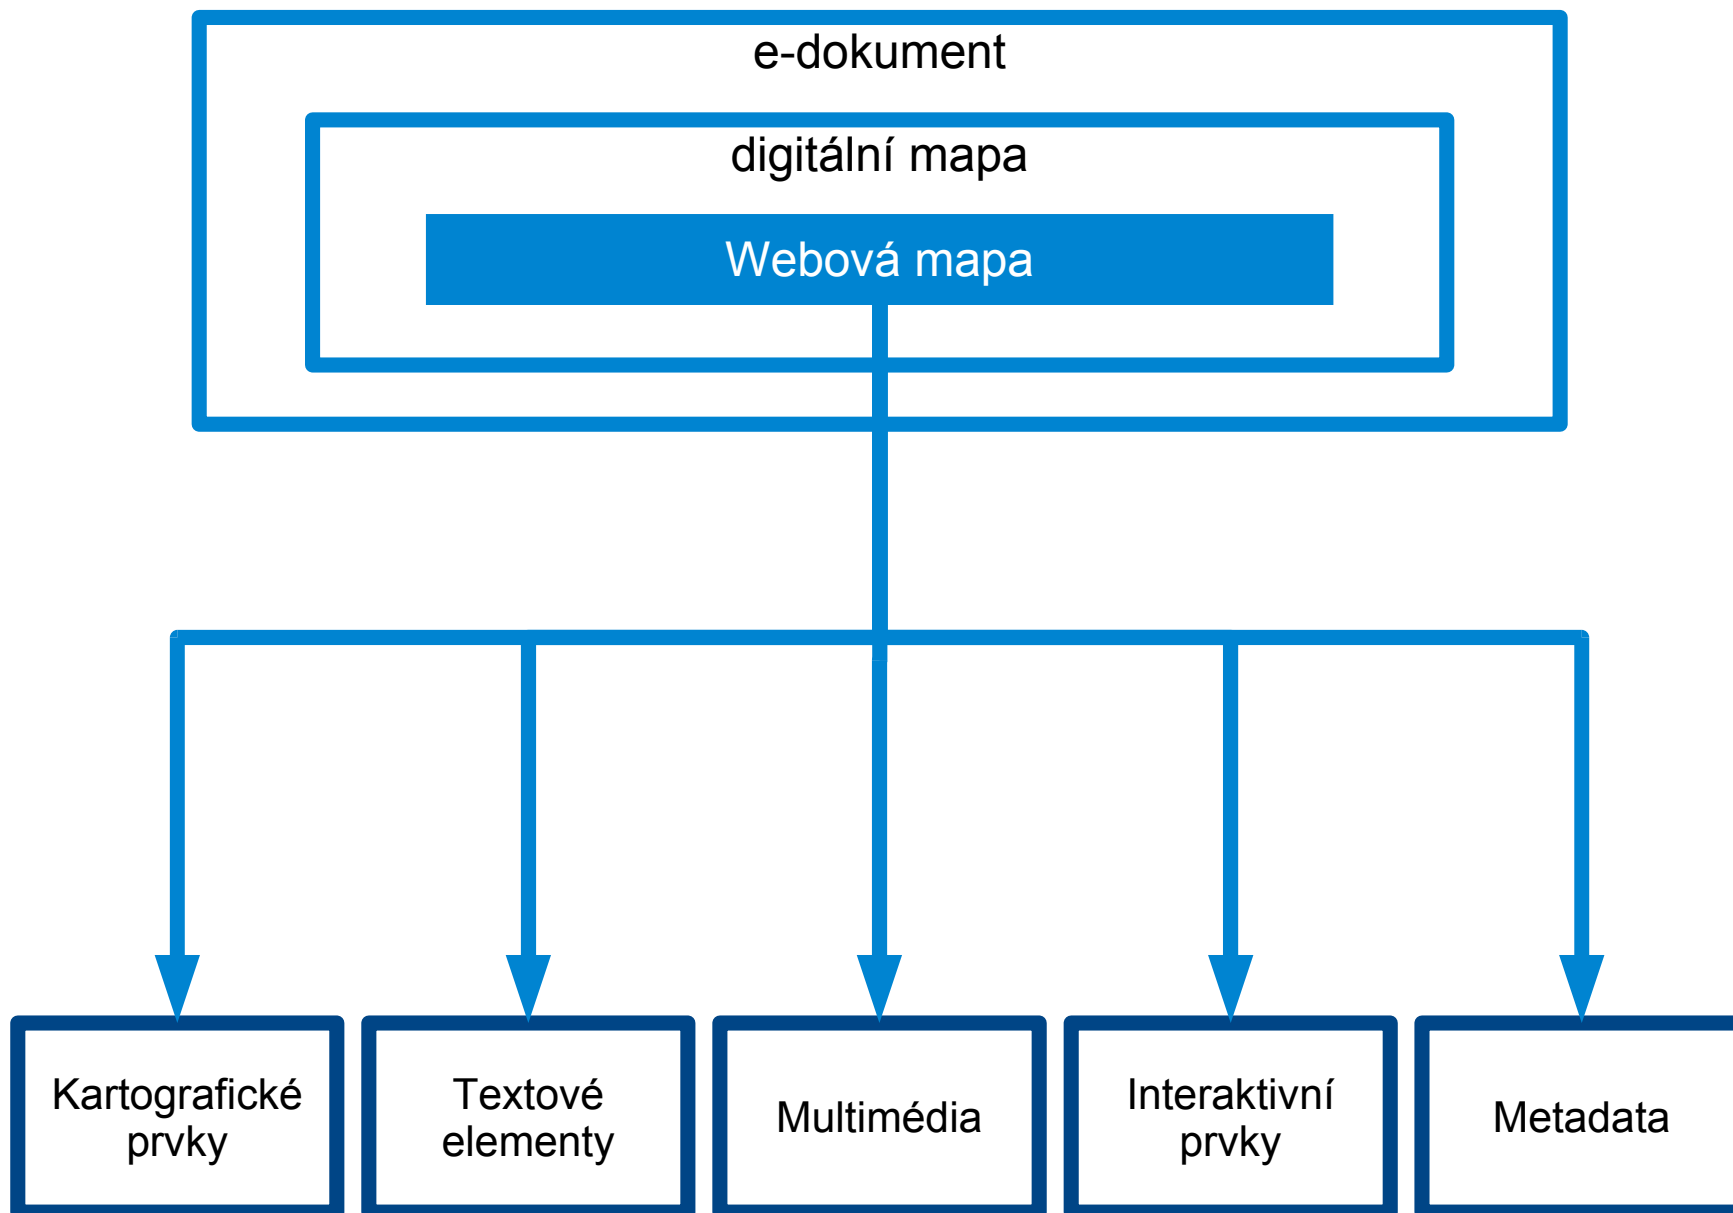 e-dokument
digitální mapa
Webová mapa
Kartografické
prvky
Textové
elementy
Multimédia
Interaktivní
prvky
Metadata